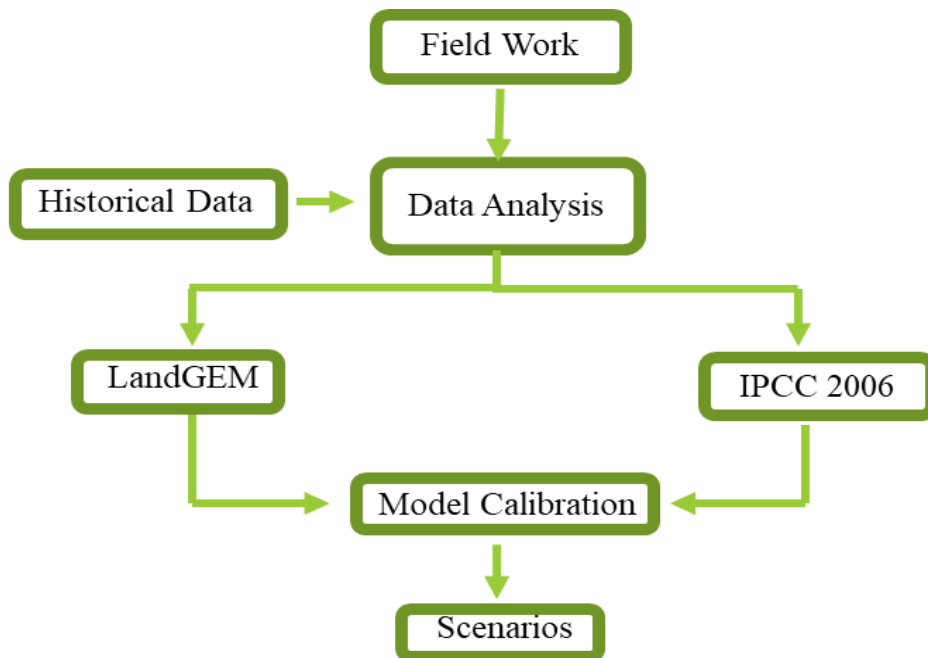 Field Work
Historical Data
Data Analysis
LandGEM
IPCC 2006
Model Calibration
Scenarios